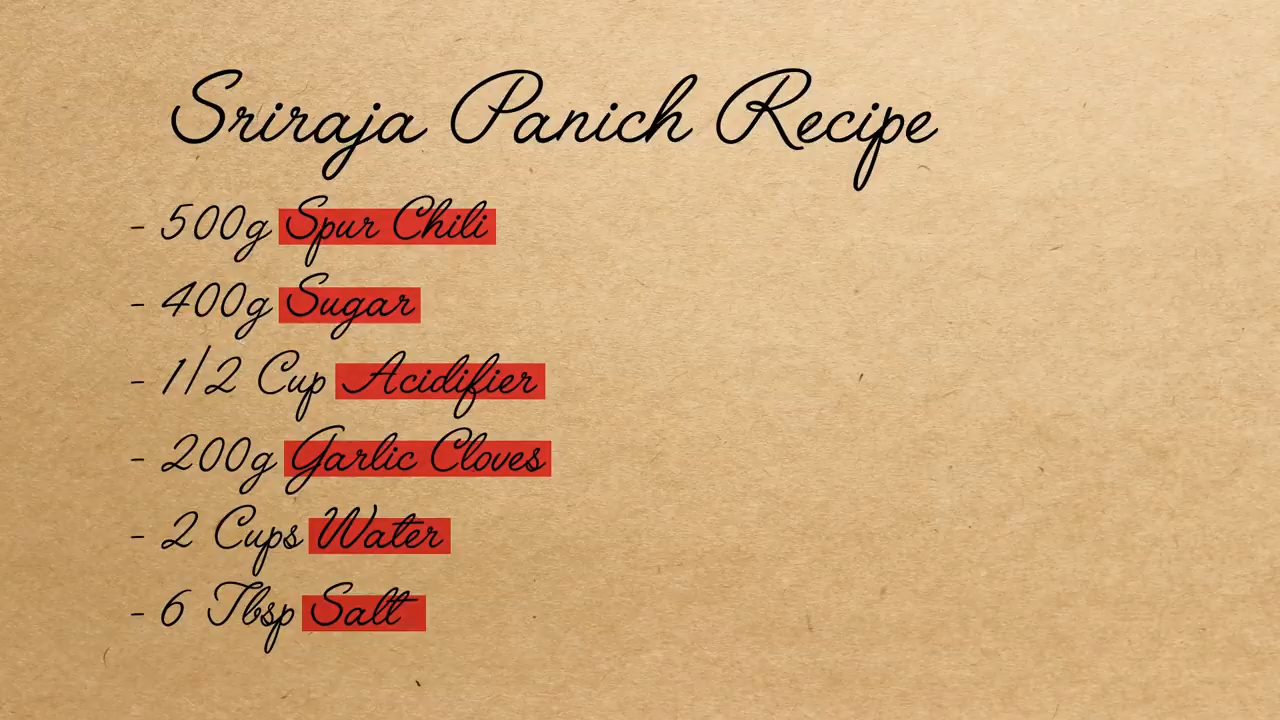 Sriraja Panich Recipe
- 500g Spur Chili
- 400g Sugar
- 1/2 Cup Acidifier
- 200g Garlic Cloves
- 2 Cups Water
- 6 Tbsp Salt